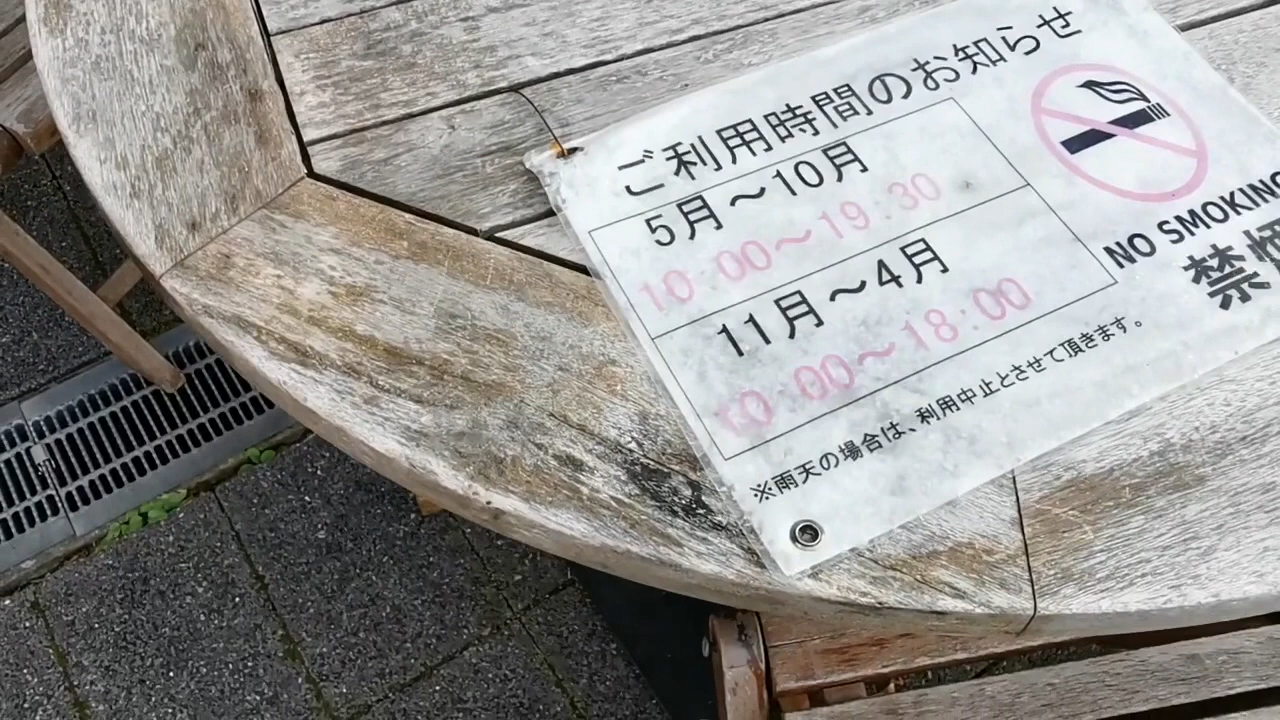 ご利用時間のお知らせ
5月～10月
10:00～19:30
11月～4月
10:00～18:00
※雨天の場合は、利用中止とさせて頂きます。
NO SMOKING
禁煙